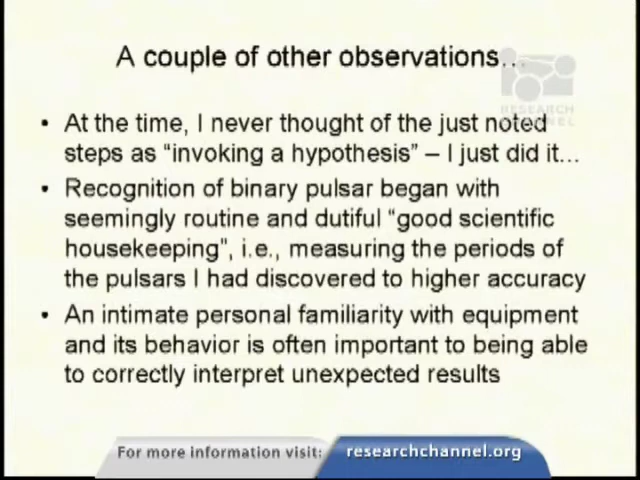 A couple of other observations...
RESEARCH
CHANNEL
• At the time, I never thought of the just noted
steps as “invoking a hypothesis” – I just did it...
• Recognition of binary pulsar began with
seemingly routine and dutiful “good scientific
housekeeping”, i.e., measuring the periods of
the pulsars I had discovered to higher accuracy
• An intimate personal familiarity with equipment
and its behavior is often important to being able
to correctly interpret unexpected results
For more information visit: researchchannel.org